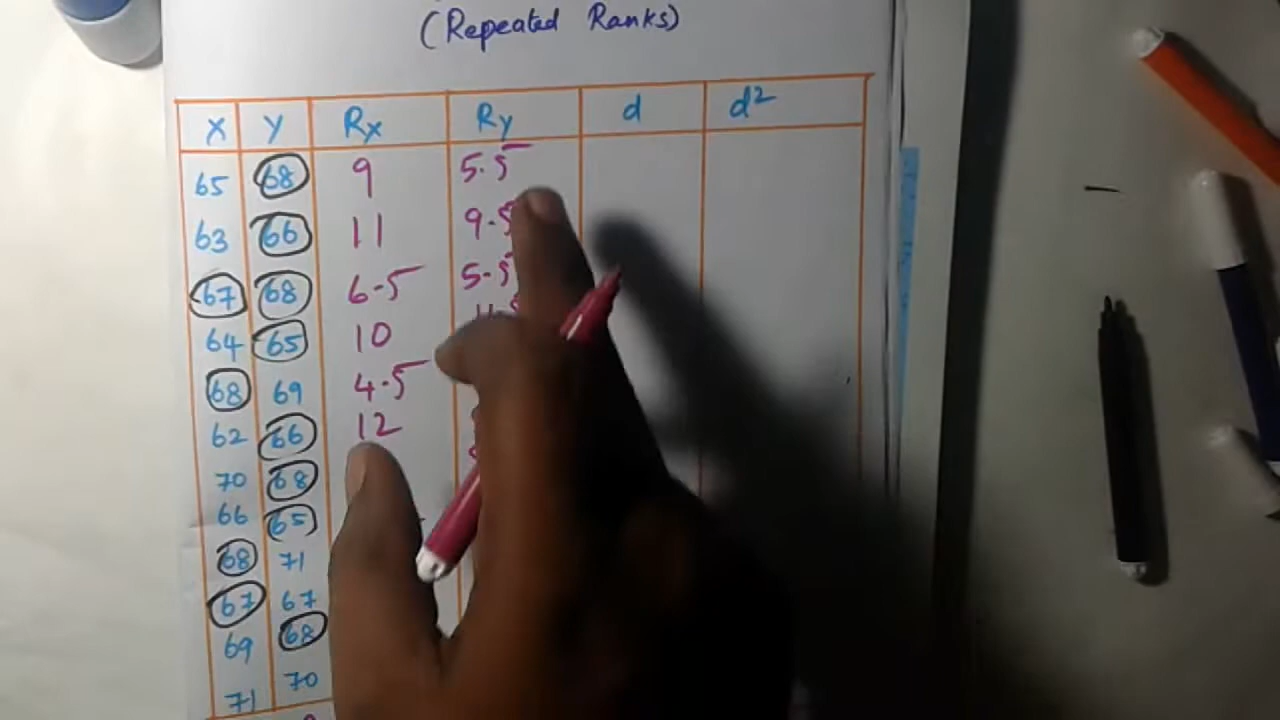 (Repeated Ranks)
X Y Rx Ry d d²
65 68 9 5.5
63 66 11 9.5
67 68 6.5 5.5
64 65 10
68 69 4.5
62 66 12
70 68
66 65
68 71
67 67
69 68
71 70